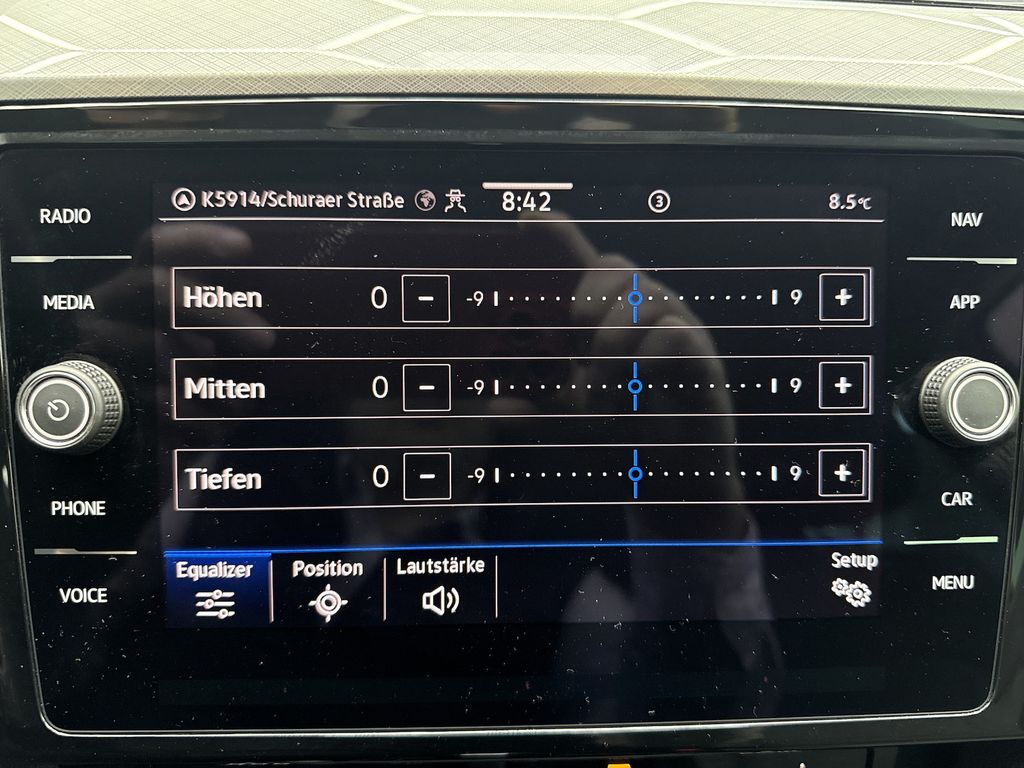 K5914/Schuraer Straße 8:42 3 8.5°C
RADIO
MEDIA
PHONE
VOICE
Höhen 0 - -9 9 +
Mitten 0 - -9 9 +
Tiefen 0 - -9 9 +
Equalizer Position Lautstärke Setup
NAV
APP
CAR
MENU